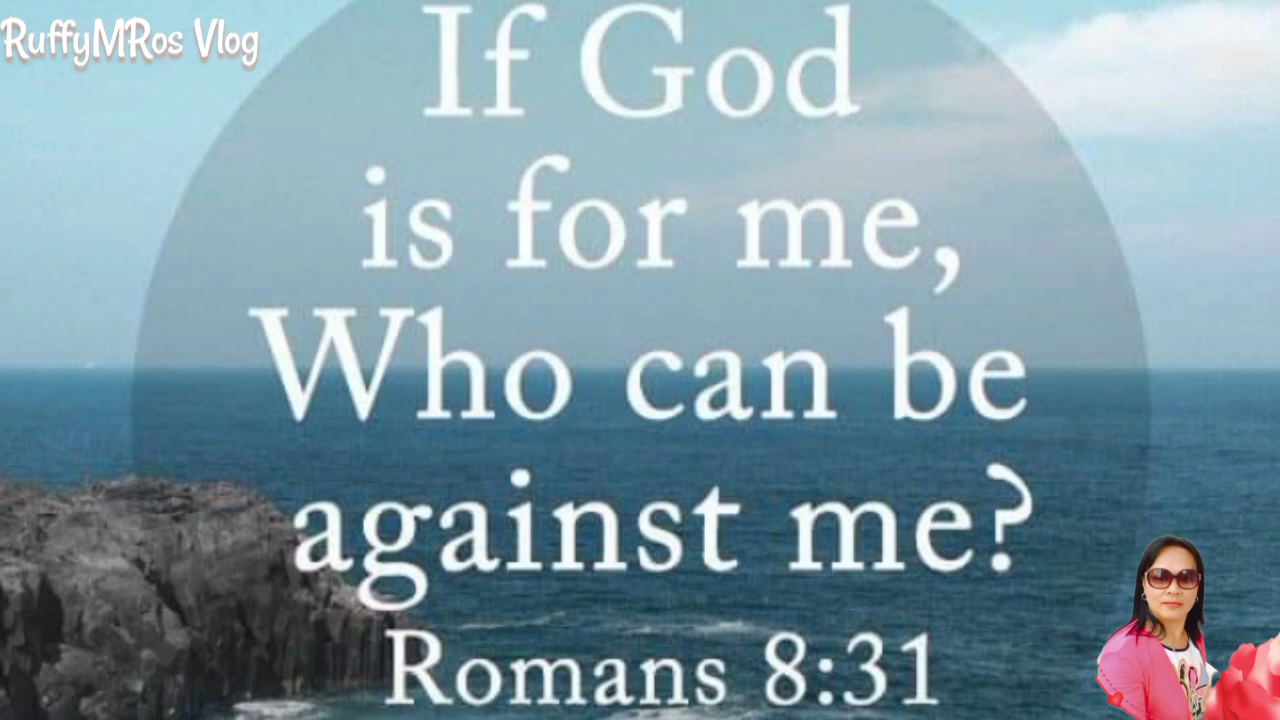 RuffyMRos Vlog
If God
is for me,
Who can be
against me?
Romans 8:31